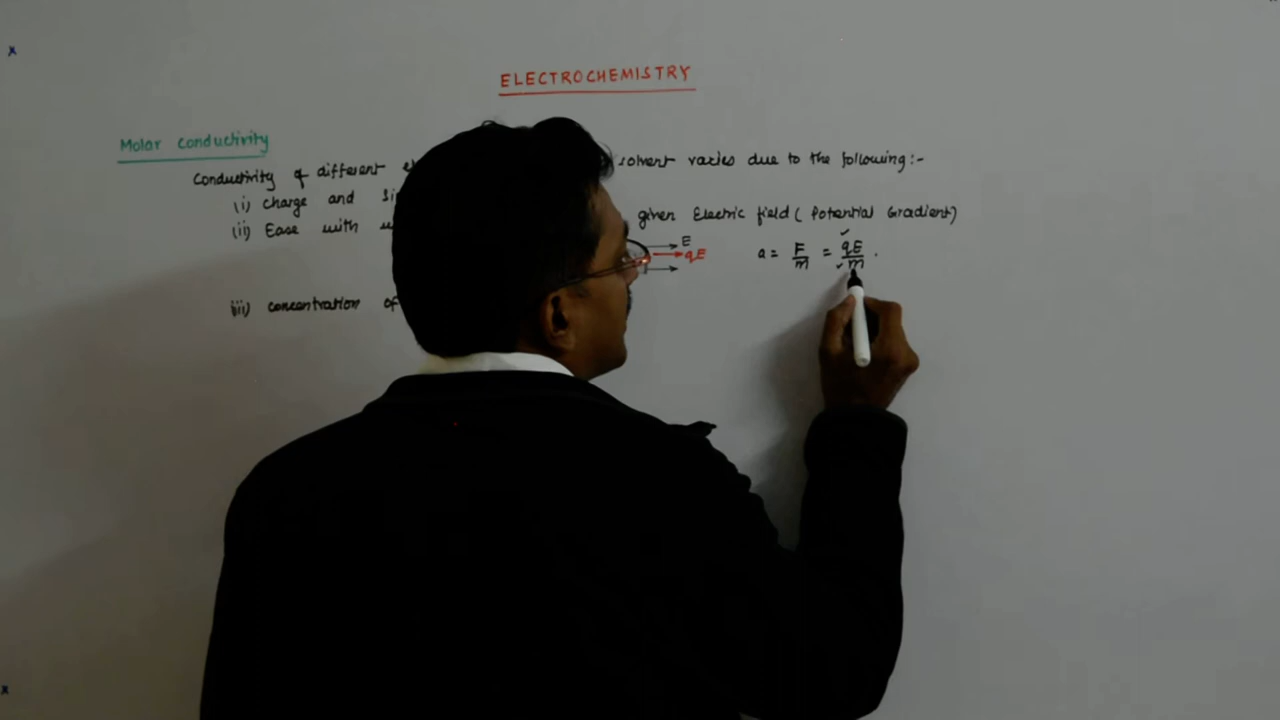 ELECTROCHEMISTRY
Molar Conductivity
Conductivity of different solvent varies due to the following:-
(i) Charge and
(ii) Ease with given Electric field ( Potential Gradient)
E
qE
a = F/m = qE/m .
(iii) concentration of